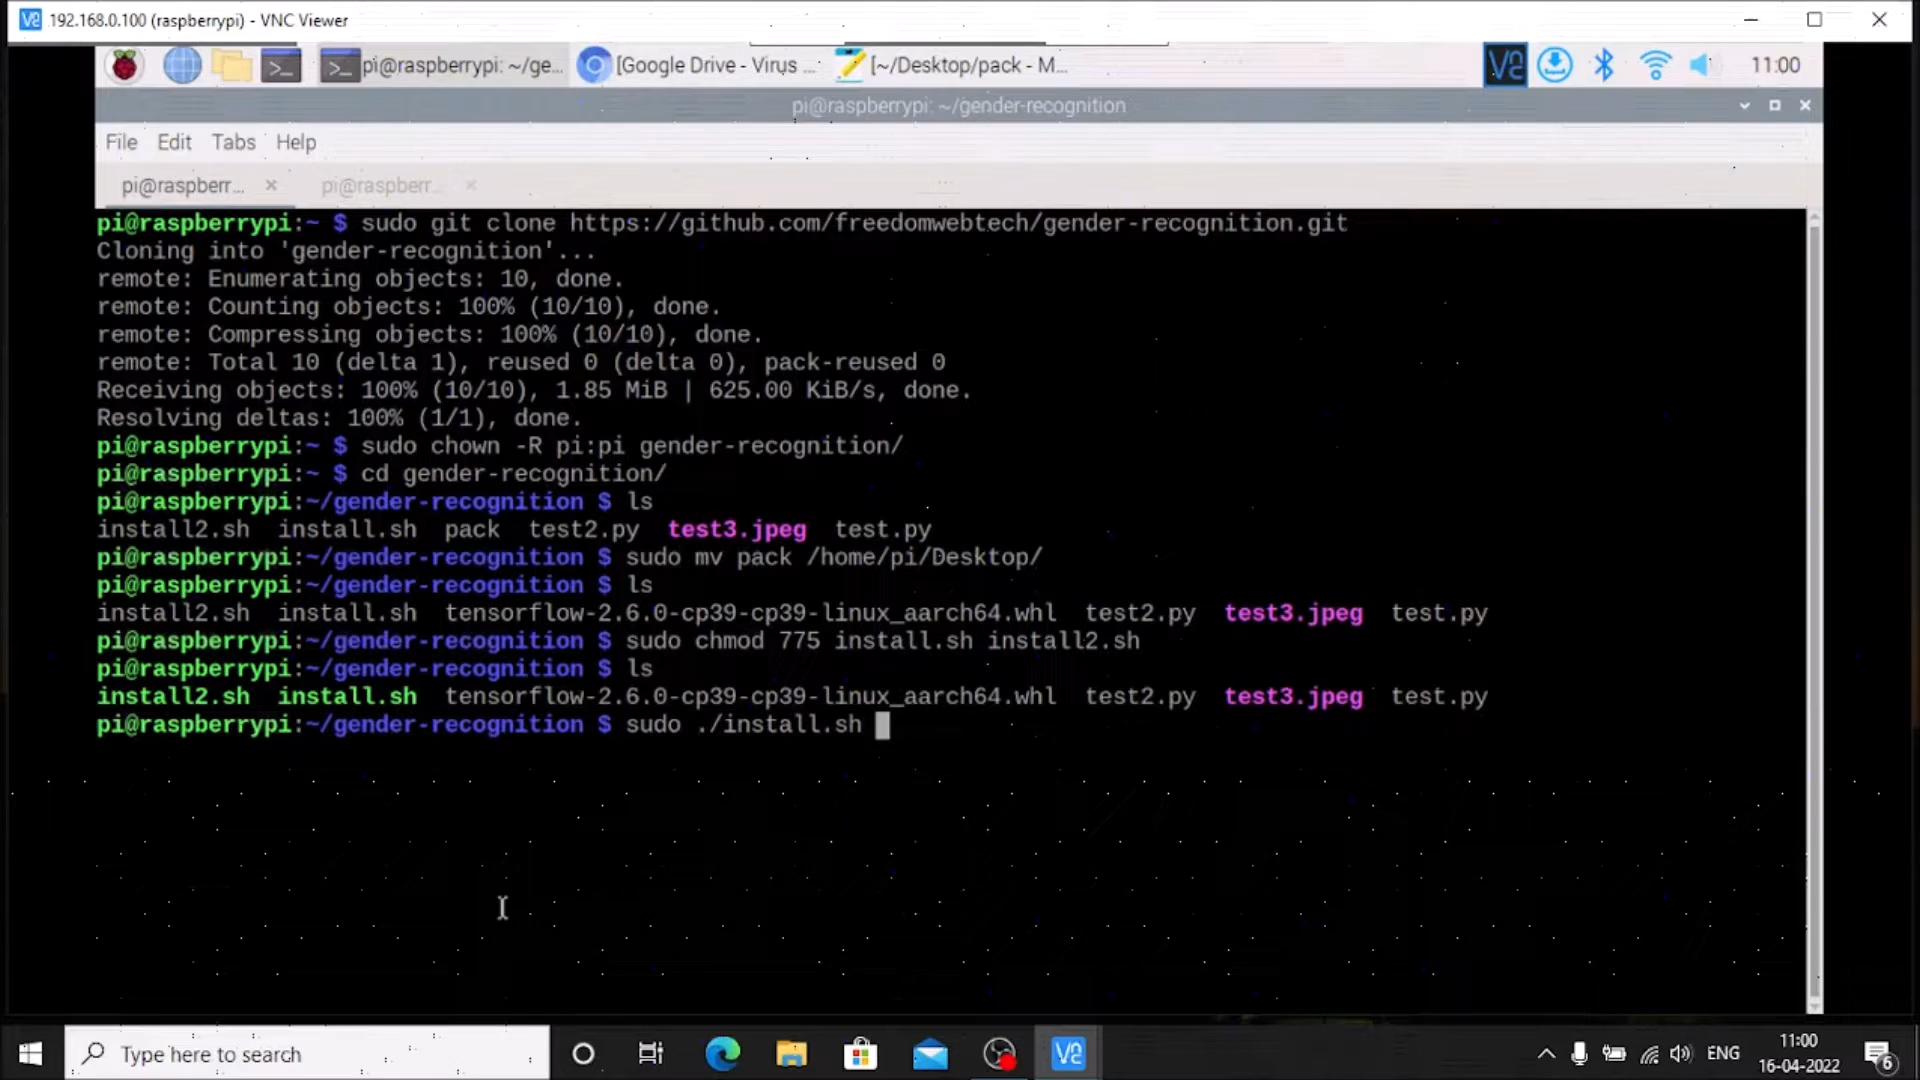 192.168.0.100 (raspberrypi) - VNC Viewer
pi@raspberrypi: ~/ge... [Google Drive - Virus ... [~/Desktop/pack - M... 11:00
pi@raspberrypi: ~/gender-recognition
File Edit Tabs Help
pi@raspberr... × pi@raspberr... ×
pi@raspberrypi:~ $ sudo git clone https://github.com/freedomwebtech/gender-recognition.git
Cloning into 'gender-recognition'...
remote: Enumerating objects: 10, done.
remote: Counting objects: 100% (10/10), done.
remote: Compressing objects: 100% (10/10), done.
remote: Total 10 (delta 1), reused 0 (delta 0), pack-reused 0
Receiving objects: 100% (10/10), 1.85 MiB | 625.00 KiB/s, done.
Resolving deltas: 100% (1/1), done.
pi@raspberrypi:~ $ sudo chown -R pi:pi gender-recognition/
pi@raspberrypi:~ $ cd gender-recognition/
pi@raspberrypi:~/gender-recognition $ ls
install2.sh install.sh pack test2.py test3.jpeg test.py
pi@raspberrypi:~/gender-recognition $ sudo mv pack /home/pi/Desktop/
pi@raspberrypi:~/gender-recognition $ ls
install2.sh install.sh tensorflow-2.6.0-cp39-cp39-linux_aarch64.whl test2.py test3.jpeg test.py
pi@raspberrypi:~/gender-recognition $ sudo chmod 775 install.sh install2.sh
pi@raspberrypi:~/gender-recognition $ ls
install2.sh install.sh tensorflow-2.6.0-cp39-cp39-linux_aarch64.whl test2.py test3.jpeg test.py
pi@raspberrypi:~/gender-recognition $ sudo ./install.sh
Type here to search
ENG
11:00
16-04-2022
6